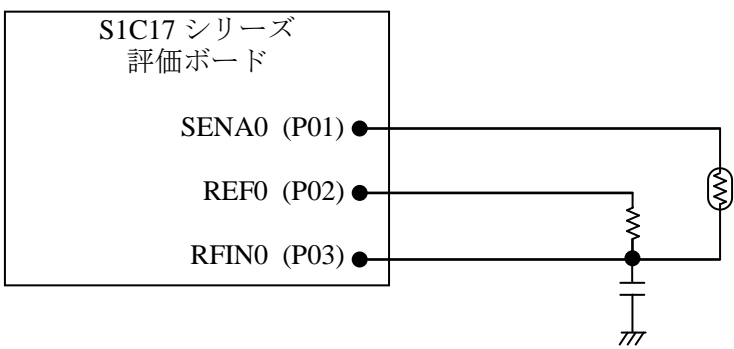 S1C17 シリーズ
評価ボード
SENA0 (P01)
REF0 (P02)
RFIN0 (P03)